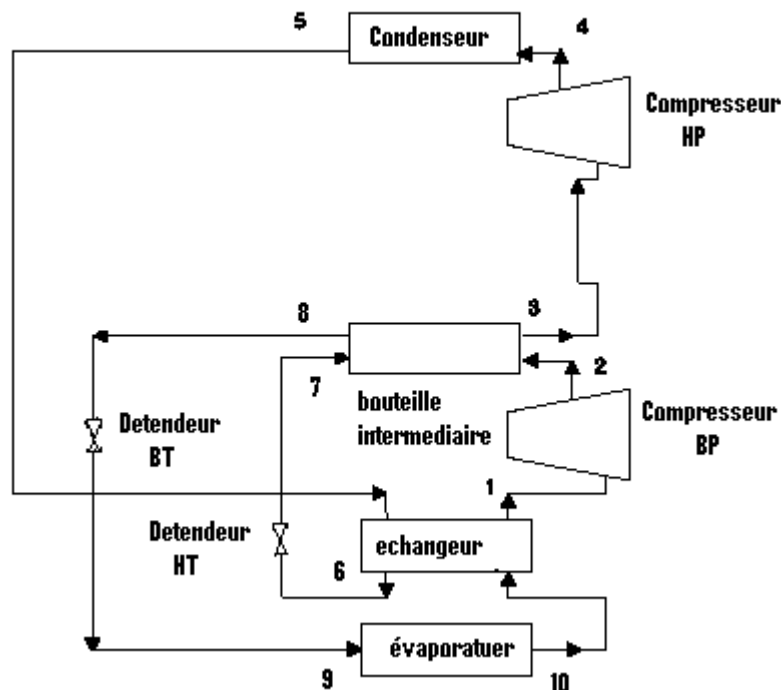 5
Condenseur
4
Compresseur
HP
8
3
2
7
bouteille
intermediaire
Compresseur
BP
Detendeur
BT
1
Detendeur
HT
echangeur
6
évaporatuer
9
10